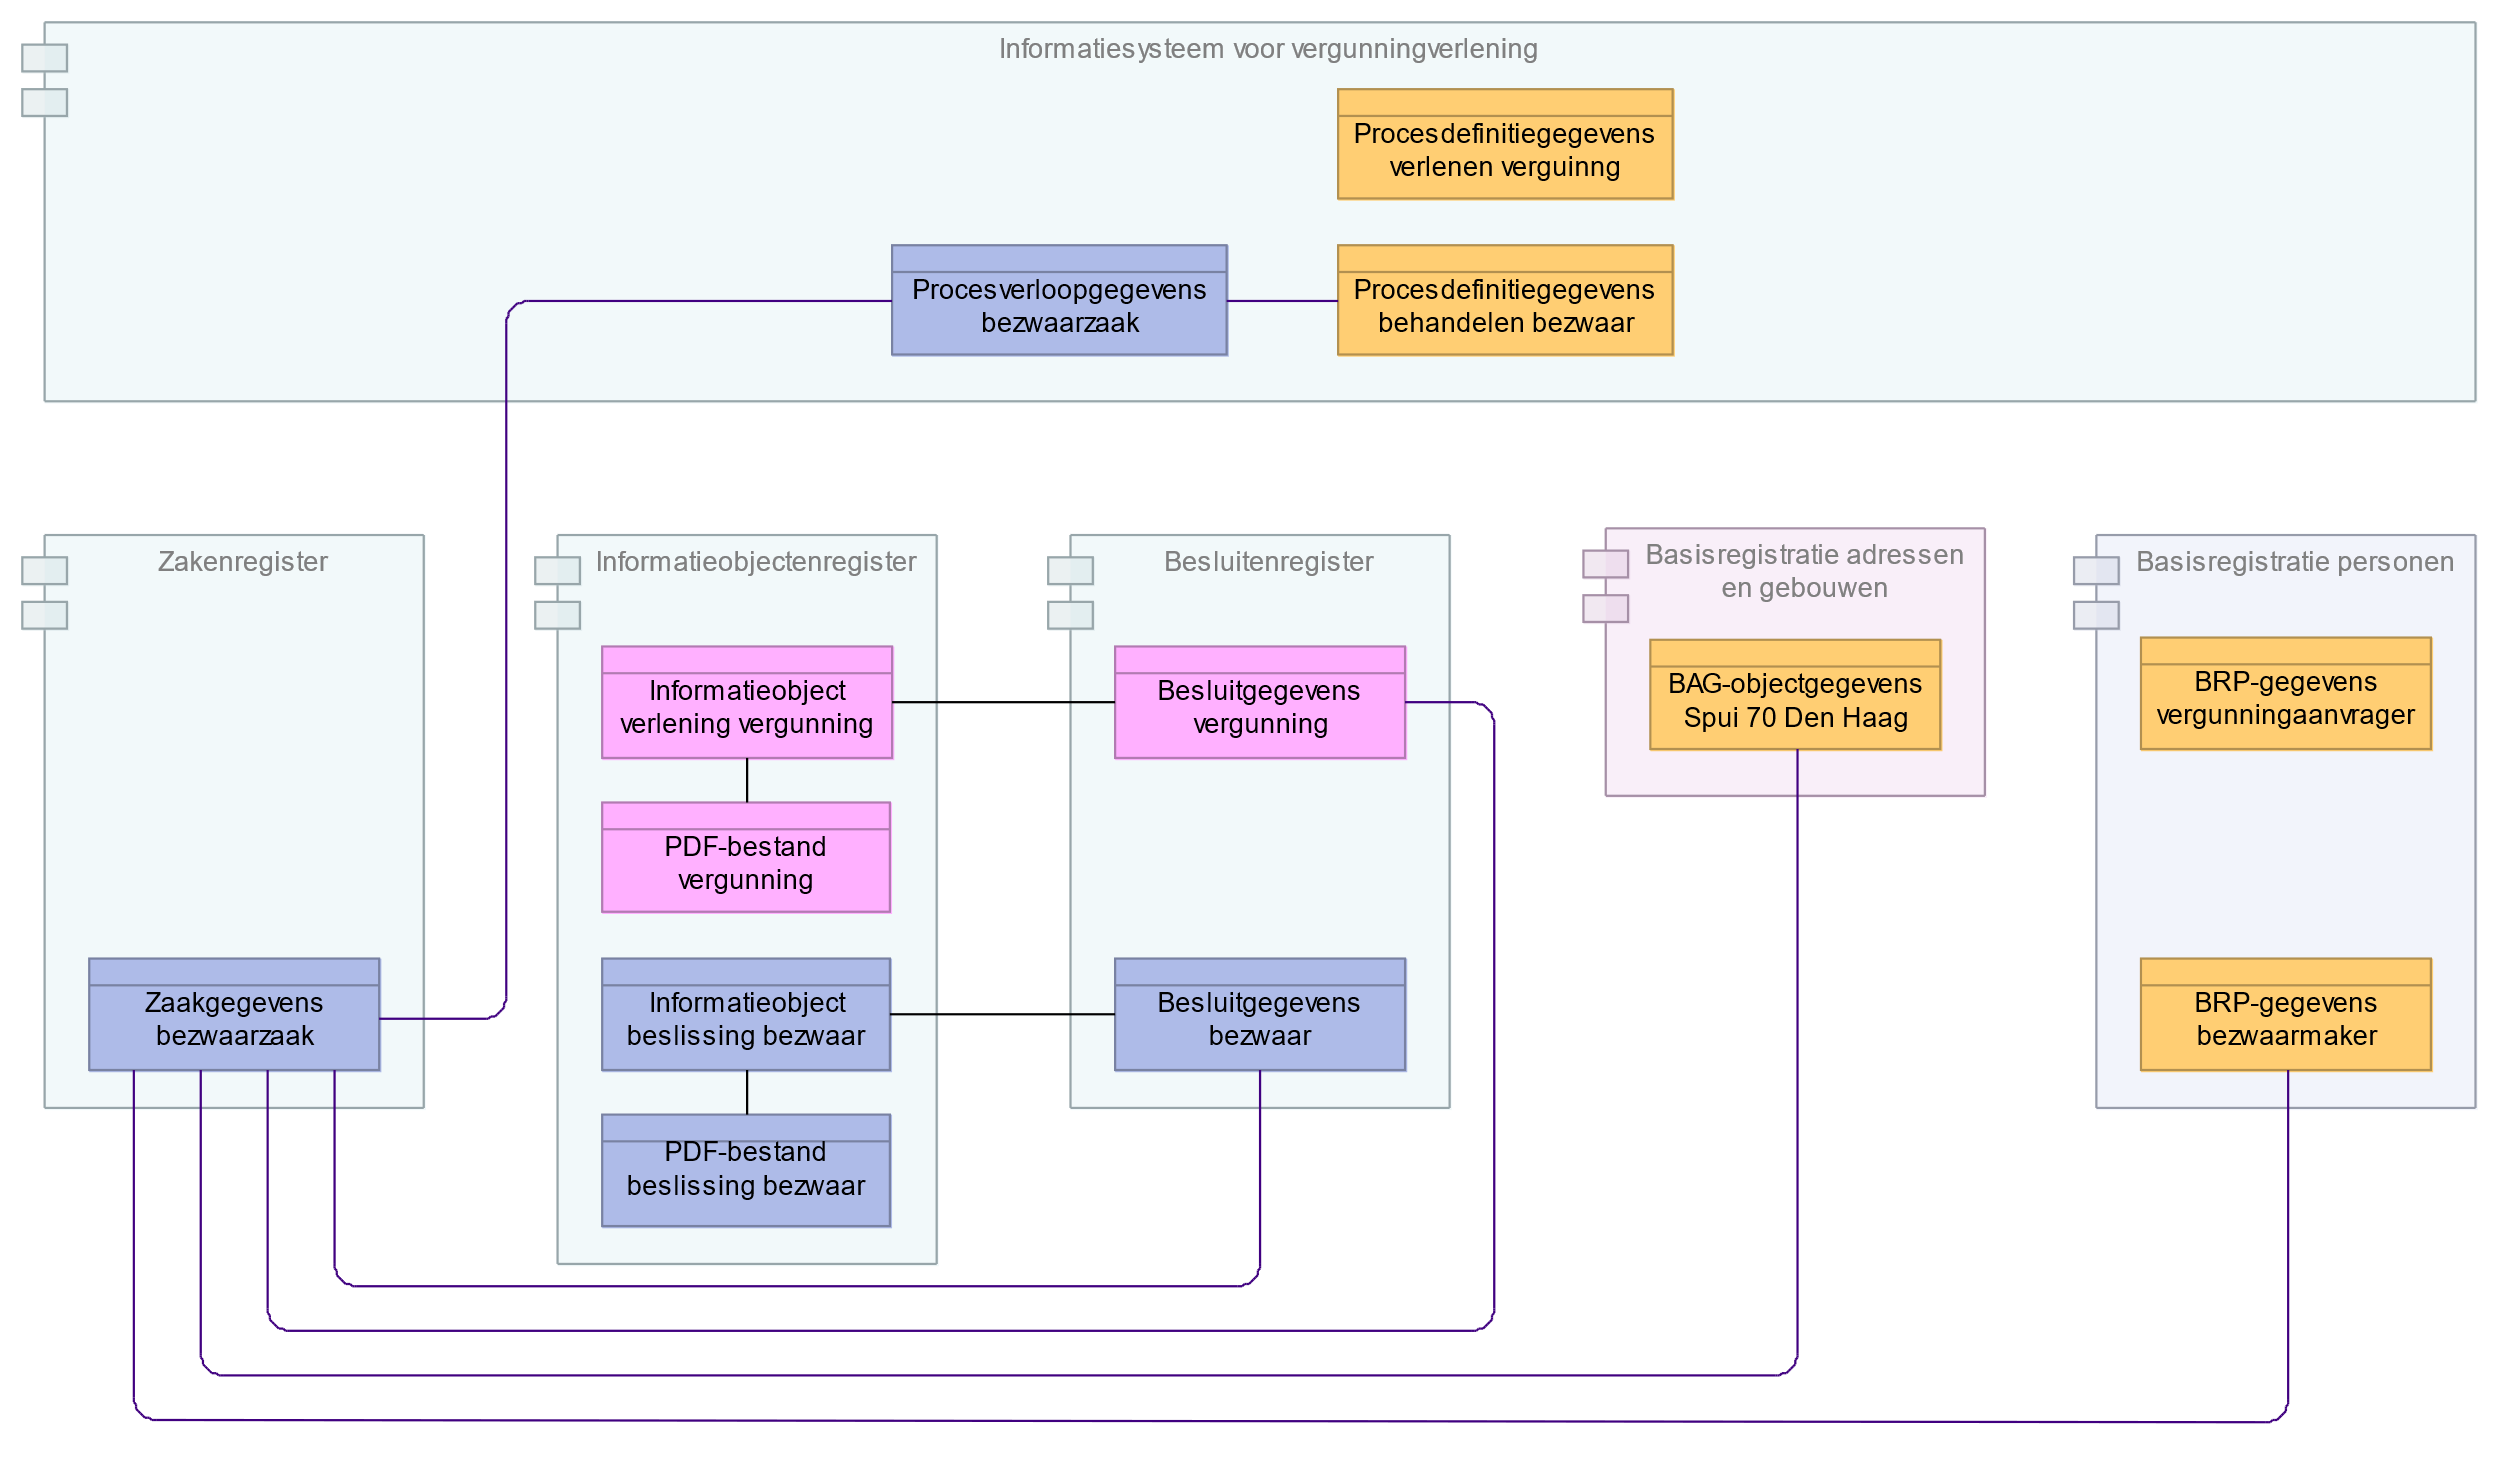 Informatiesysteem voor vergunningverlening
Procesdefinitiegegevens
verlenen verguinng
Procesverloopgegevens
bezwaarzaak
Procesdefinitiegegevens
behandelen bezwaar
Zakenregister
Zaakgegevens
bezwaarzaak
Informatieobjectenregister
Informatieobject
verlening vergunning
PDF-bestand
vergunning
Informatieobject
beslissing bezwaar
PDF-bestand
beslissing bezwaar
Besluitenregister
Besluitgegevens
vergunning
Besluitgegevens
bezwaar
Basisregistratie adressen
en gebouwen
BAG-objectgegevens
Spui 70 Den Haag
Basisregistratie personen
BRP-gegevens
vergunningaanvrager
BRP-gegevens
bezwaarmaker